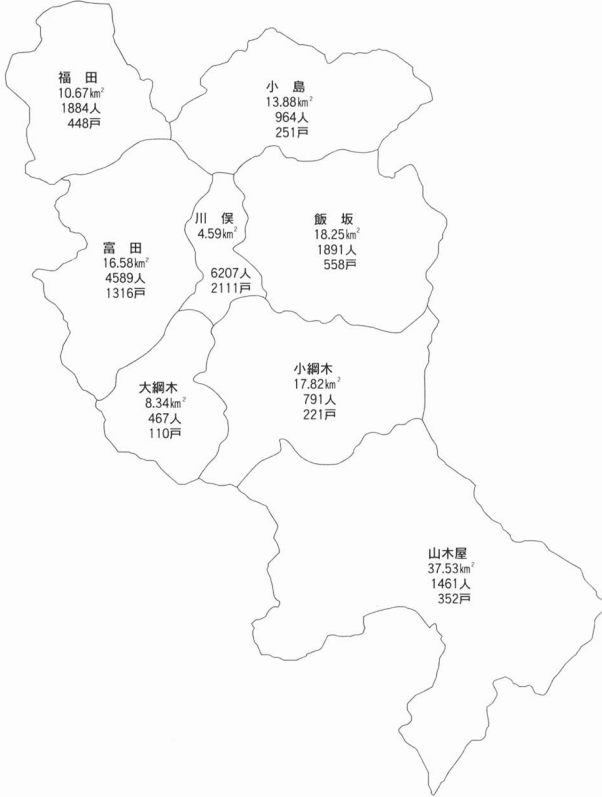 福田
10.67km²
1884人
448戸
小島
13.88km²
964人
251戸
川俣
4.59km²
6207人
2111戸
飯坂
18.25km²
1891人
558戸
富田
16.58km²
4589人
1316戸
大綱木
8.34km²
467人
110戸
小綱木
17.82km²
791人
221戸
山木屋
37.53km²
1461人
352戸